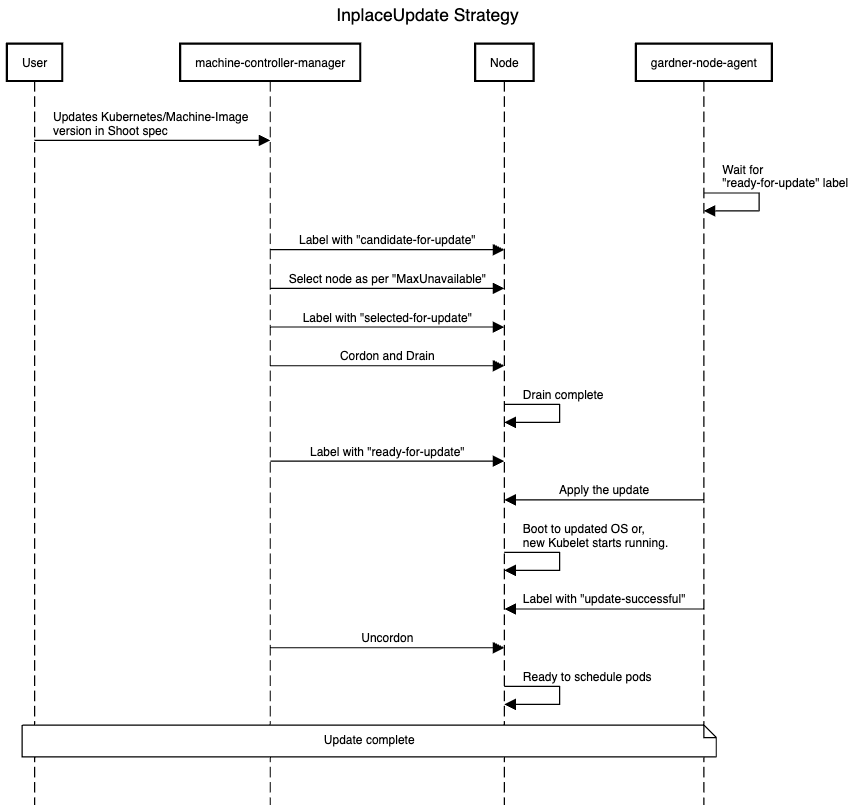 InplaceUpdate Strategy
User
machine-controller-manager
Node
gardner-node-agent
Updates Kubernetes/Machine-Image
version in Shoot spec
Wait for
"ready-for-update" label
Label with "candidate-for-update"
Select node as per "MaxUnavailable"
Label with "selected-for-update"
Cordon and Drain
Drain complete
Label with "ready-for-update"
Apply the update
Boot to updated OS or,
new Kubelet starts running.
Label with "update-successful"
Uncordon
Ready to schedule pods
Update complete